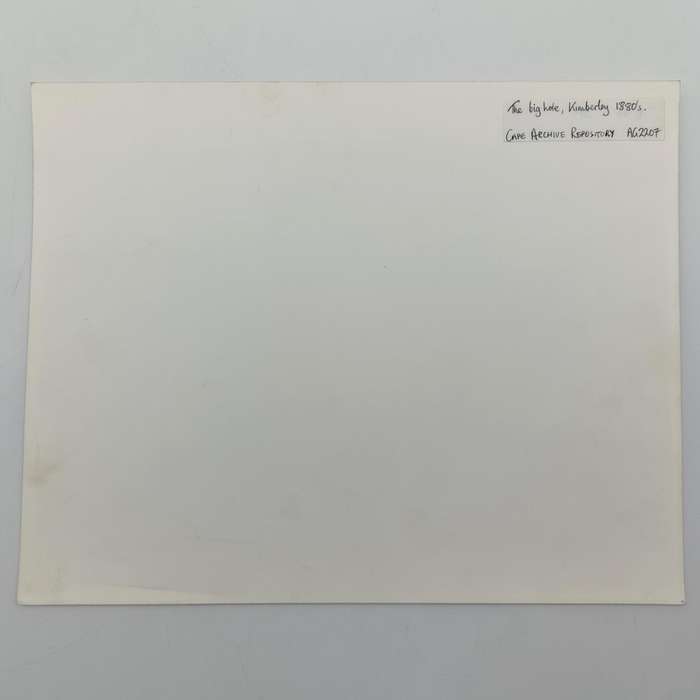 The big hole, Kimberley 1880's.
CAPE ARCHIVE REPOSITORY AG2207